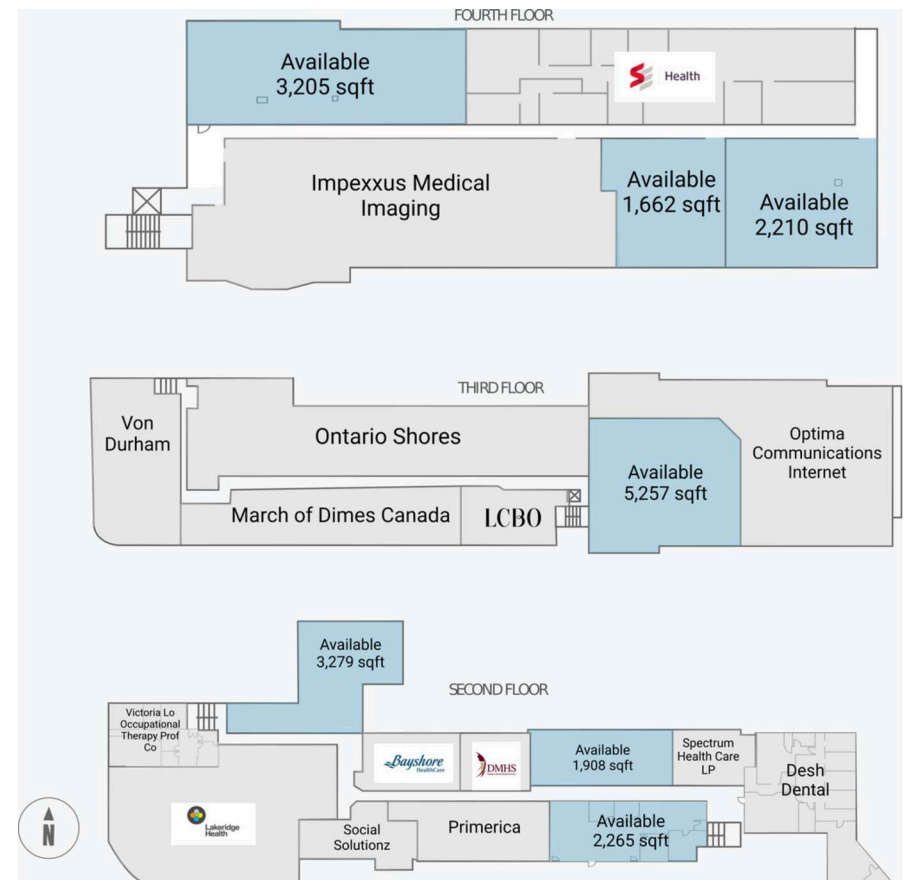 FOURTH FLOOR
Available
3,205 sqft
SE Health
Impexxus Medical
Imaging
Available
1,662 sqft
Available
2,210 sqft
THIRD FLOOR
Von
Durham
Ontario Shores
Available
5,257 sqft
Optima
Communications
Internet
March of Dimes Canada
LCBO
Available
3,279 sqft
SECOND FLOOR
Victoria Lo
Occupational
Therapy Prof
Co
Bayshore
HealthCare
DMHS
Available
1,908 sqft
Spectrum
Health Care
LP
Desh
Dental
Lakeridge
Health
Social
Solutionz
Primerica
Available
2,265 sqft
N